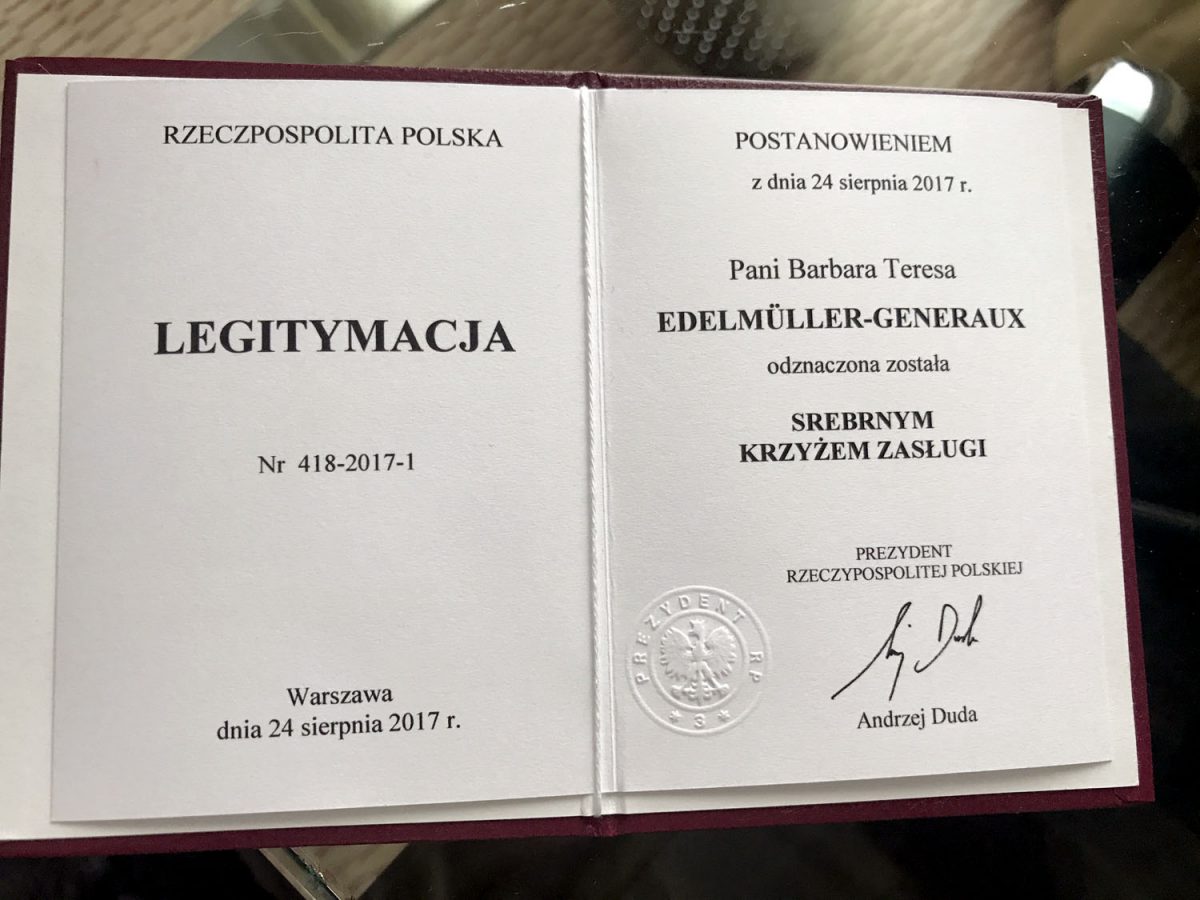 RZECZPOSPOLITA POLSKA
LEGITYMACJA
Nr 418-2017-1
Warszawa
dnia 24 sierpnia 2017 r.
POSTANOWIENIEM
z dnia 24 sierpnia 2017 r.
Pani Barbara Teresa
EDELMÜLLER-GENERAUX
odznaczona została
SREBRNYM
KRZYŻEM ZASŁUGI
PREZYDENT
RZECZYPOSPOLITEJ POLSKIEJ
PREZYDENT RP
* 3 *
Andrzej Duda